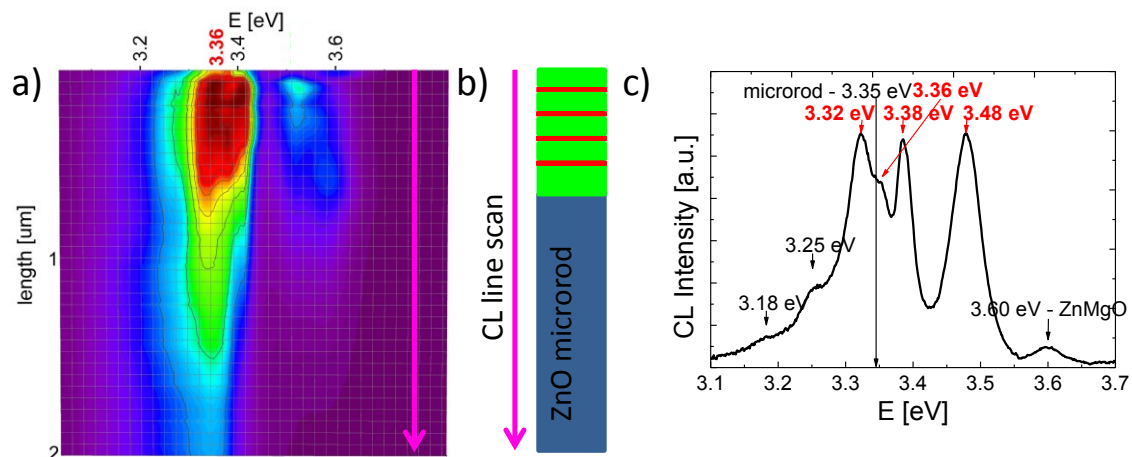 a)
E [eV]
3.2
3.36
3.4
3.6
length [um]
1
2
b)
CL line scan
ZnO microrod
c)
microrod - 3.35 eV
3.36 eV
3.32 eV
3.38 eV
3.48 eV
3.25 eV
3.18 eV
3.60 eV - ZnMgO
CL Intensity [a.u.]
3.1 3.2 3.3 3.4 3.5 3.6 3.7
E [eV]